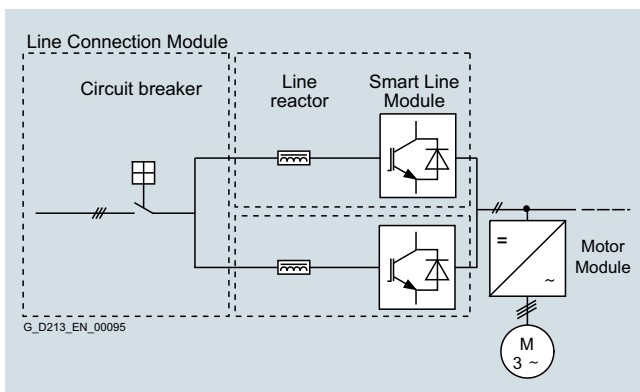 Line Connection Module
Circuit breaker
Line
reactor
Smart Line
Module
=
~
Motor
Module
M
3 ~
G_D213_EN_00095